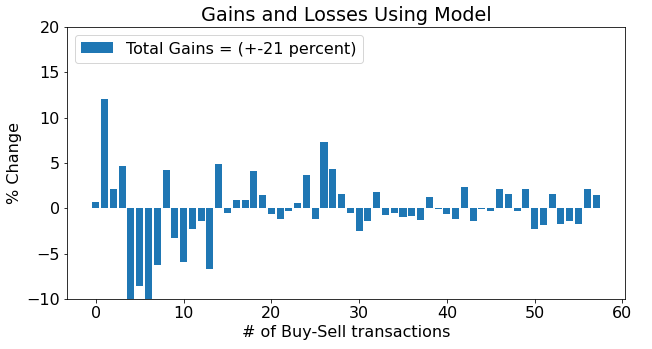 Gains and Losses Using Model
Total Gains = (+-21 percent)
% Change
20
15
10
5
0
−5
−10
0 10 20 30 40 50 60
# of Buy-Sell transactions